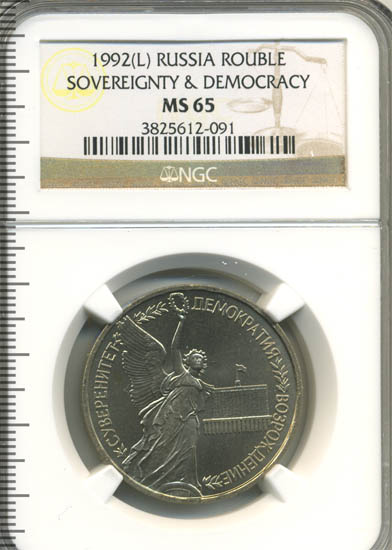 1992(L) RUSSIA ROUBLE
SOVEREIGNTY & DEMOCRACY
MS 65
3825612-091
NGC
СУВЕРЕНИТЕТ
ДЕМОКРАТИЯ
ВОЗРОЖДЕНИЕ